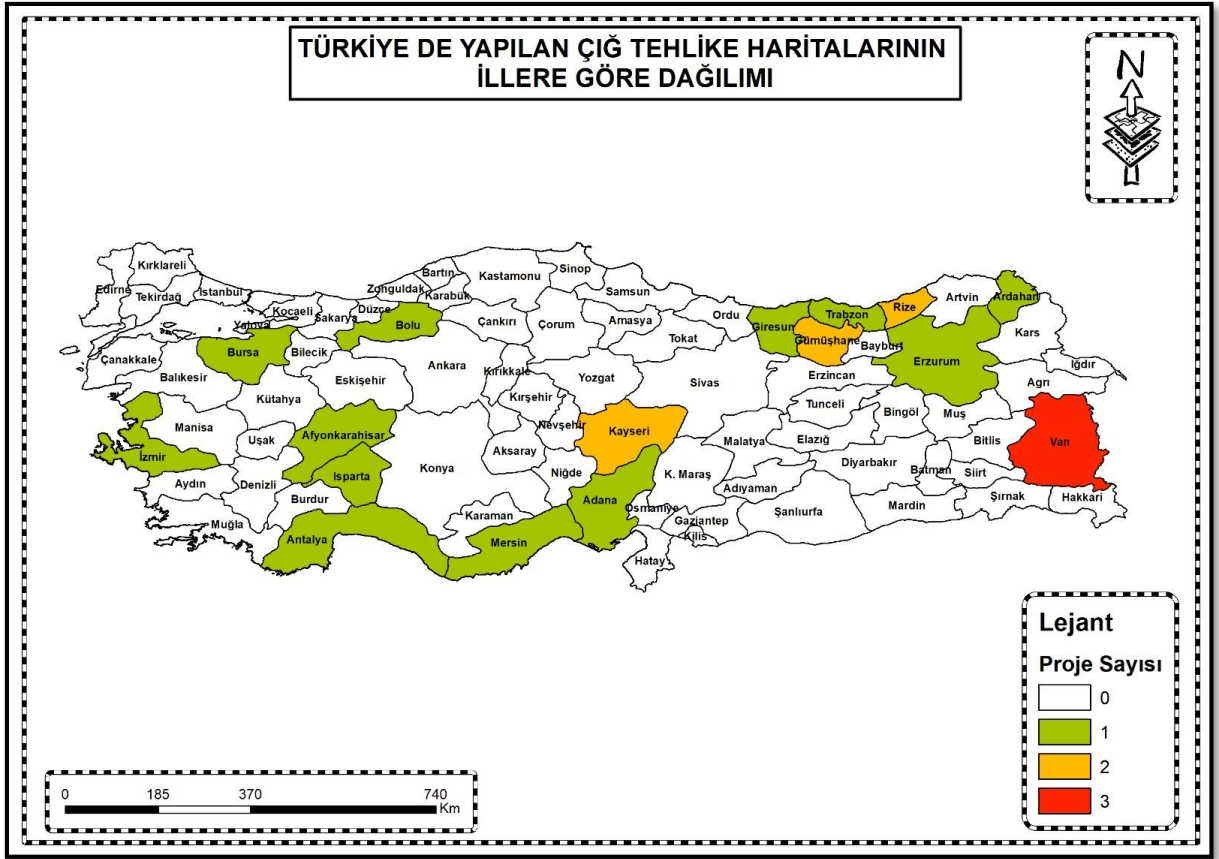 TÜRKİYE DE YAPILAN ÇIĞ TEHLİKE HARİTALARININ
İLLERE GÖRE DAĞILIMI
N
Kırklareli
Edirne
Tekirdağ
İstanbul
Kocaeli
Yalova
Sakarya
Düzce
Zonguldak
Bartın
Karabük
Kastamonu
Sinop
Samsun
Ordu
Giresun
Trabzon
Rize
Artvin
Ardahan
Kars
Iğdır
Çanakkale
Bursa
Bilecik
Bolu
Çankırı
Çorum
Amasya
Tokat
Gümüşhane
Bayburt
Erzurum
Balıkesir
Kütahya
Eskişehir
Ankara
Kırıkkale
Yozgat
Sivas
Erzincan
Agrı
Manisa
Uşak
Afyonkarahisar
Kırşehir
Nevşehir
Kayseri
Malatya
Tunceli
Elazığ
Bingöl
Muş
Bitlis
Van
İzmir
Aydın
Denizli
Isparta
Burdur
Konya
Aksaray
Niğde
K. Maraş
Adıyaman
Diyarbakır
Batman
Siirt
Şırnak
Hakkari
Muğla
Antalya
Karaman
Mersin
Adana
Osmaniye
Gaziantep
Kilis
Hatay
Şanlıurfa
Mardin
Lejant
Proje Sayısı
0
1
2
3
0 185 370 740
Km